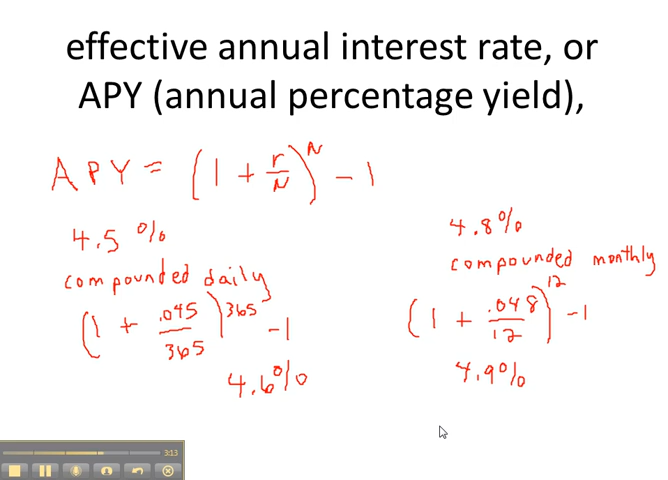 effective annual interest rate, or
APY (annual percentage yield),
APY = (1 + r/N)^N - 1
4.5 %
compounded daily
(1 + .045/365)^365 - 1
4.6%
4.8%
compounded monthly
(1 + .048/12)^12 - 1
4.9%
3:13